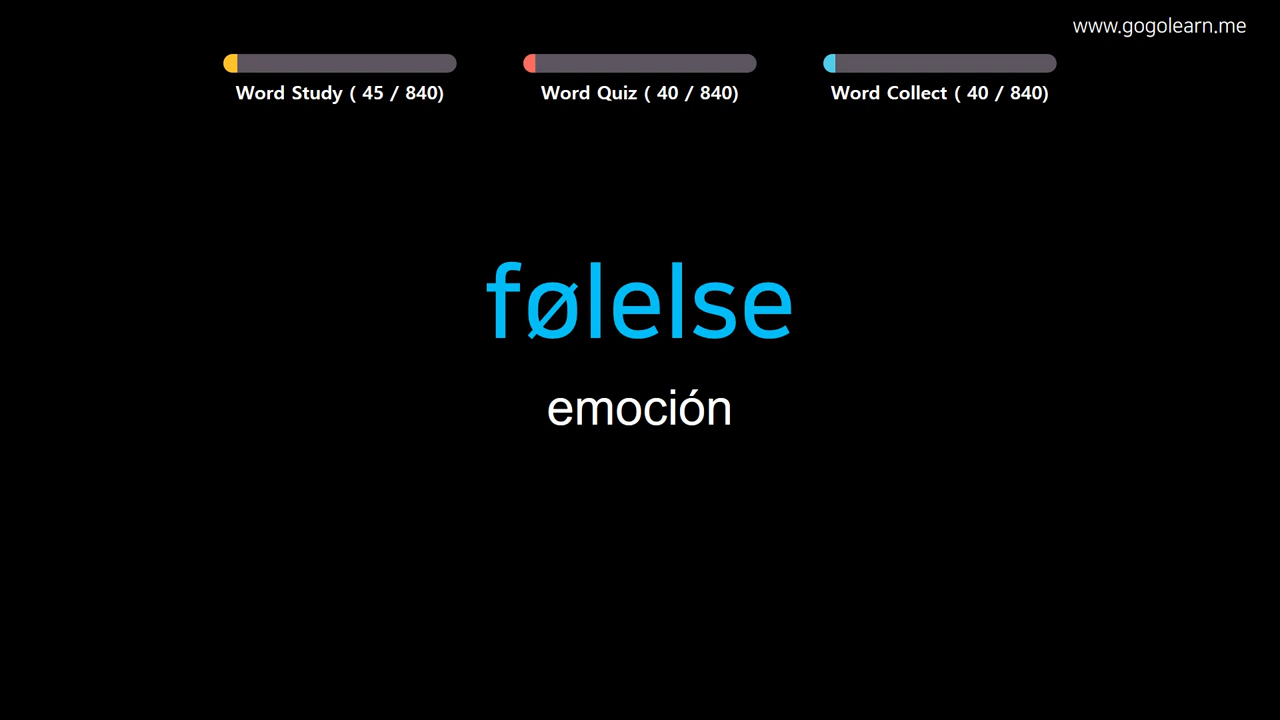 www.gogolearn.me
Word Study ( 45 / 840)
Word Quiz ( 40 / 840)
Word Collect ( 40 / 840)
følelse
emoción